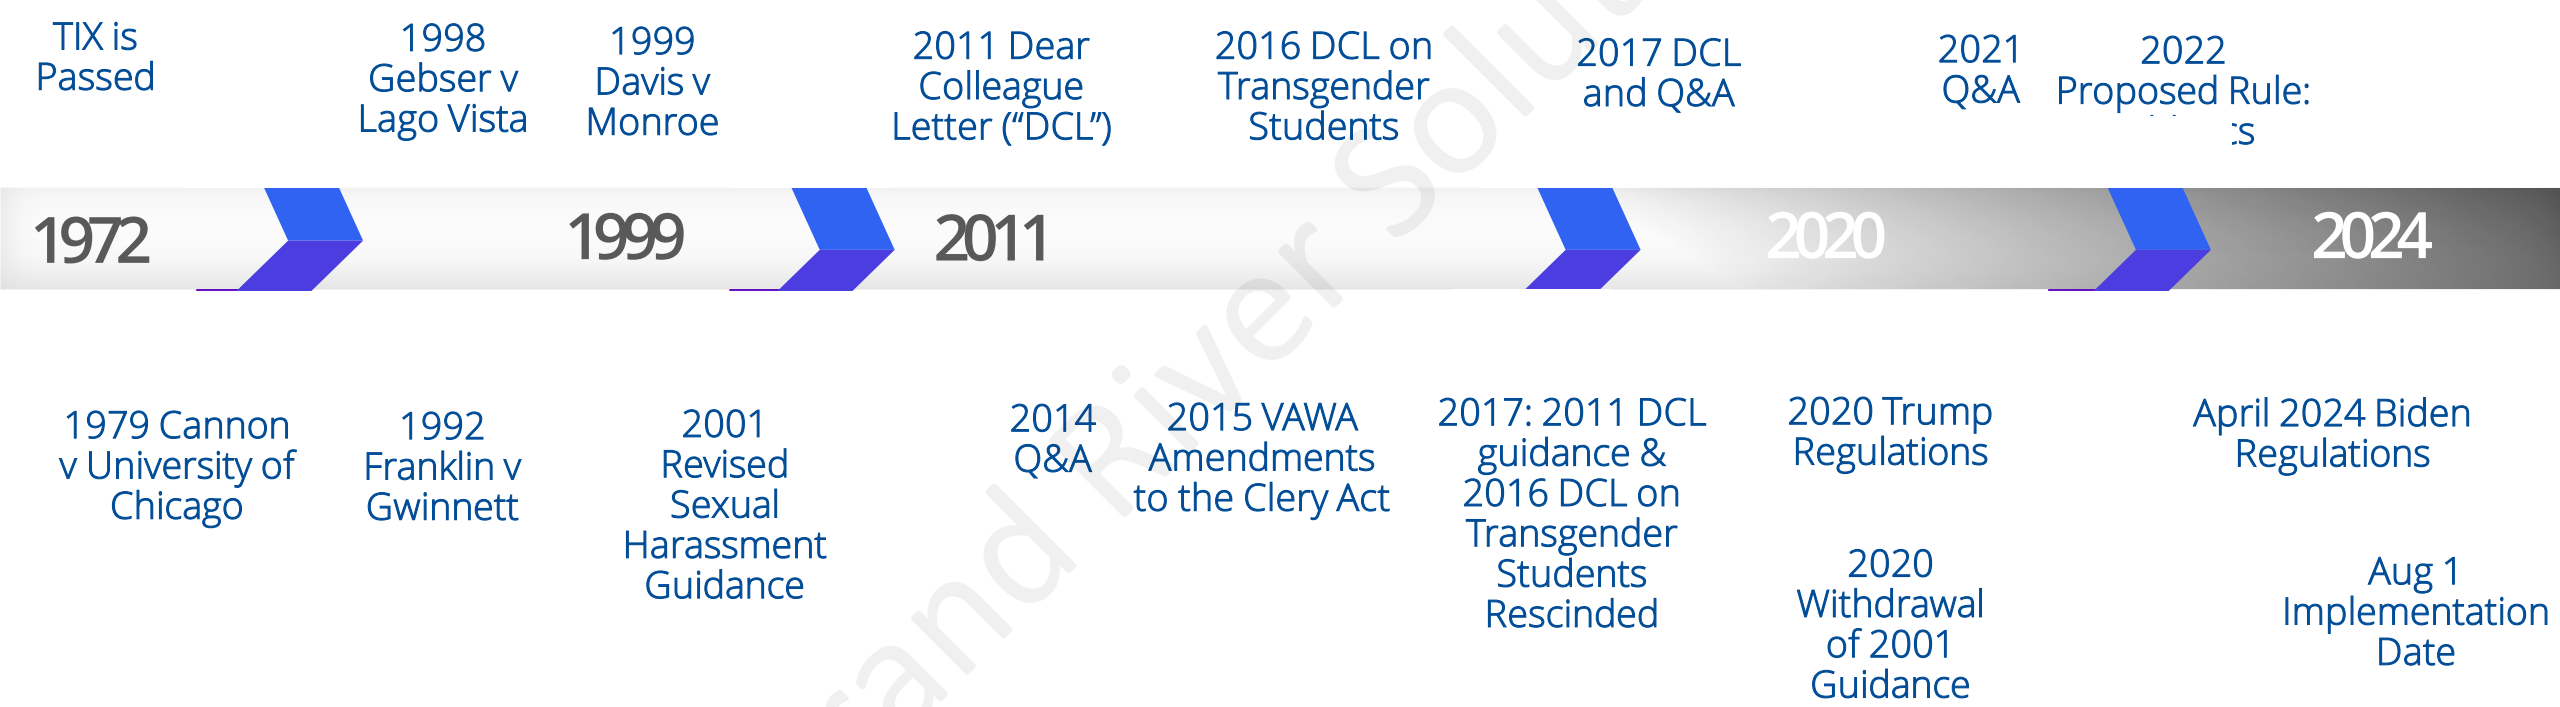 TIX is
Passed
1998
Gebser v
Lago Vista
1999
Davis v
Monroe
2011 Dear
Colleague
Letter (“DCL”)
2016 DCL on
Transgender
Students
2017 DCL
and Q&A
2021
Q&A
2022
Proposed Rule:
1972
1999
2011
2020
2024
1979 Cannon
v University of
Chicago
1992
Franklin v
Gwinnett
2001
Revised
Sexual
Harassment
Guidance
2014
Q&A
2015 VAWA
Amendments
to the Clery Act
2017: 2011 DCL
guidance &
2016 DCL on
Transgender
Students
Rescinded
2020 Trump
Regulations
2020
Withdrawal
of 2001
Guidance
April 2024 Biden
Regulations
Aug 1
Implementation
Date
and River Solu